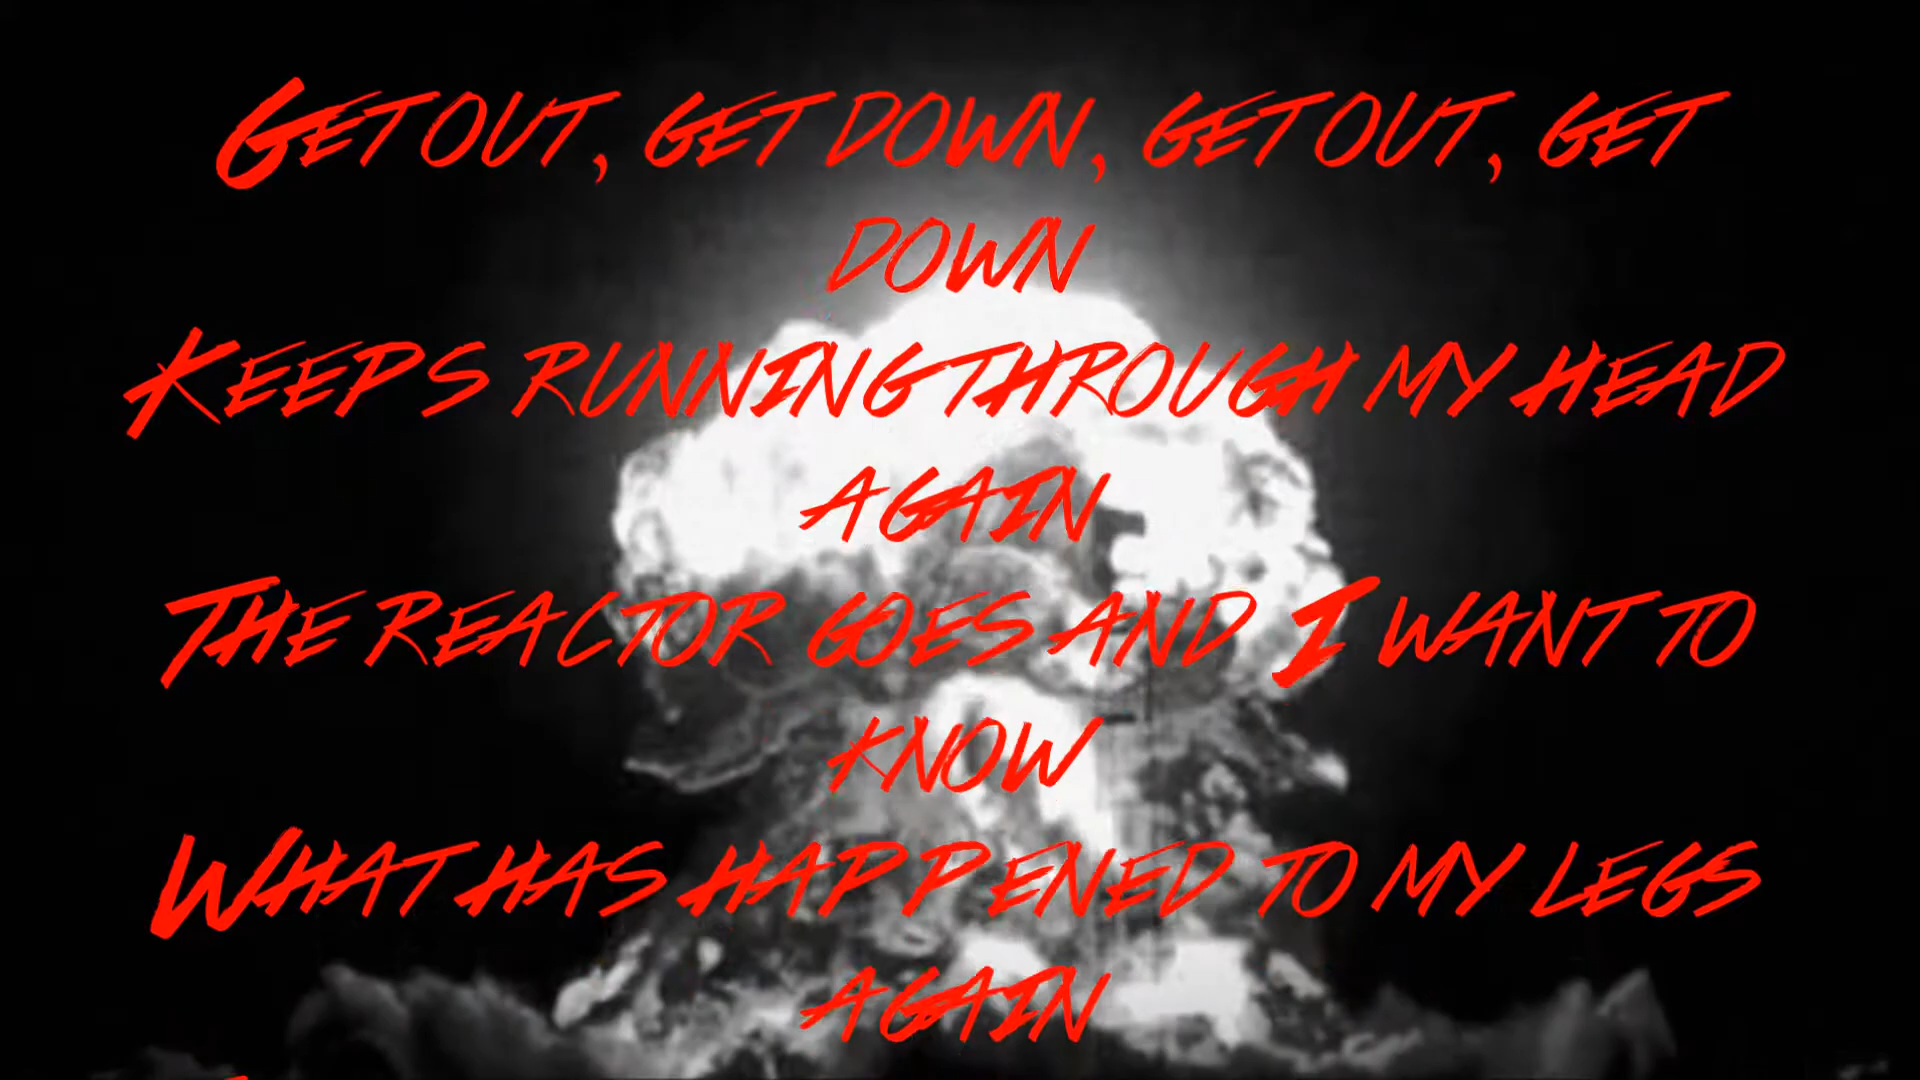 Get out, get down, get out, get
down
Keeps running through my head
again
The reactor goes and I want to
know
What has happened to my legs
again